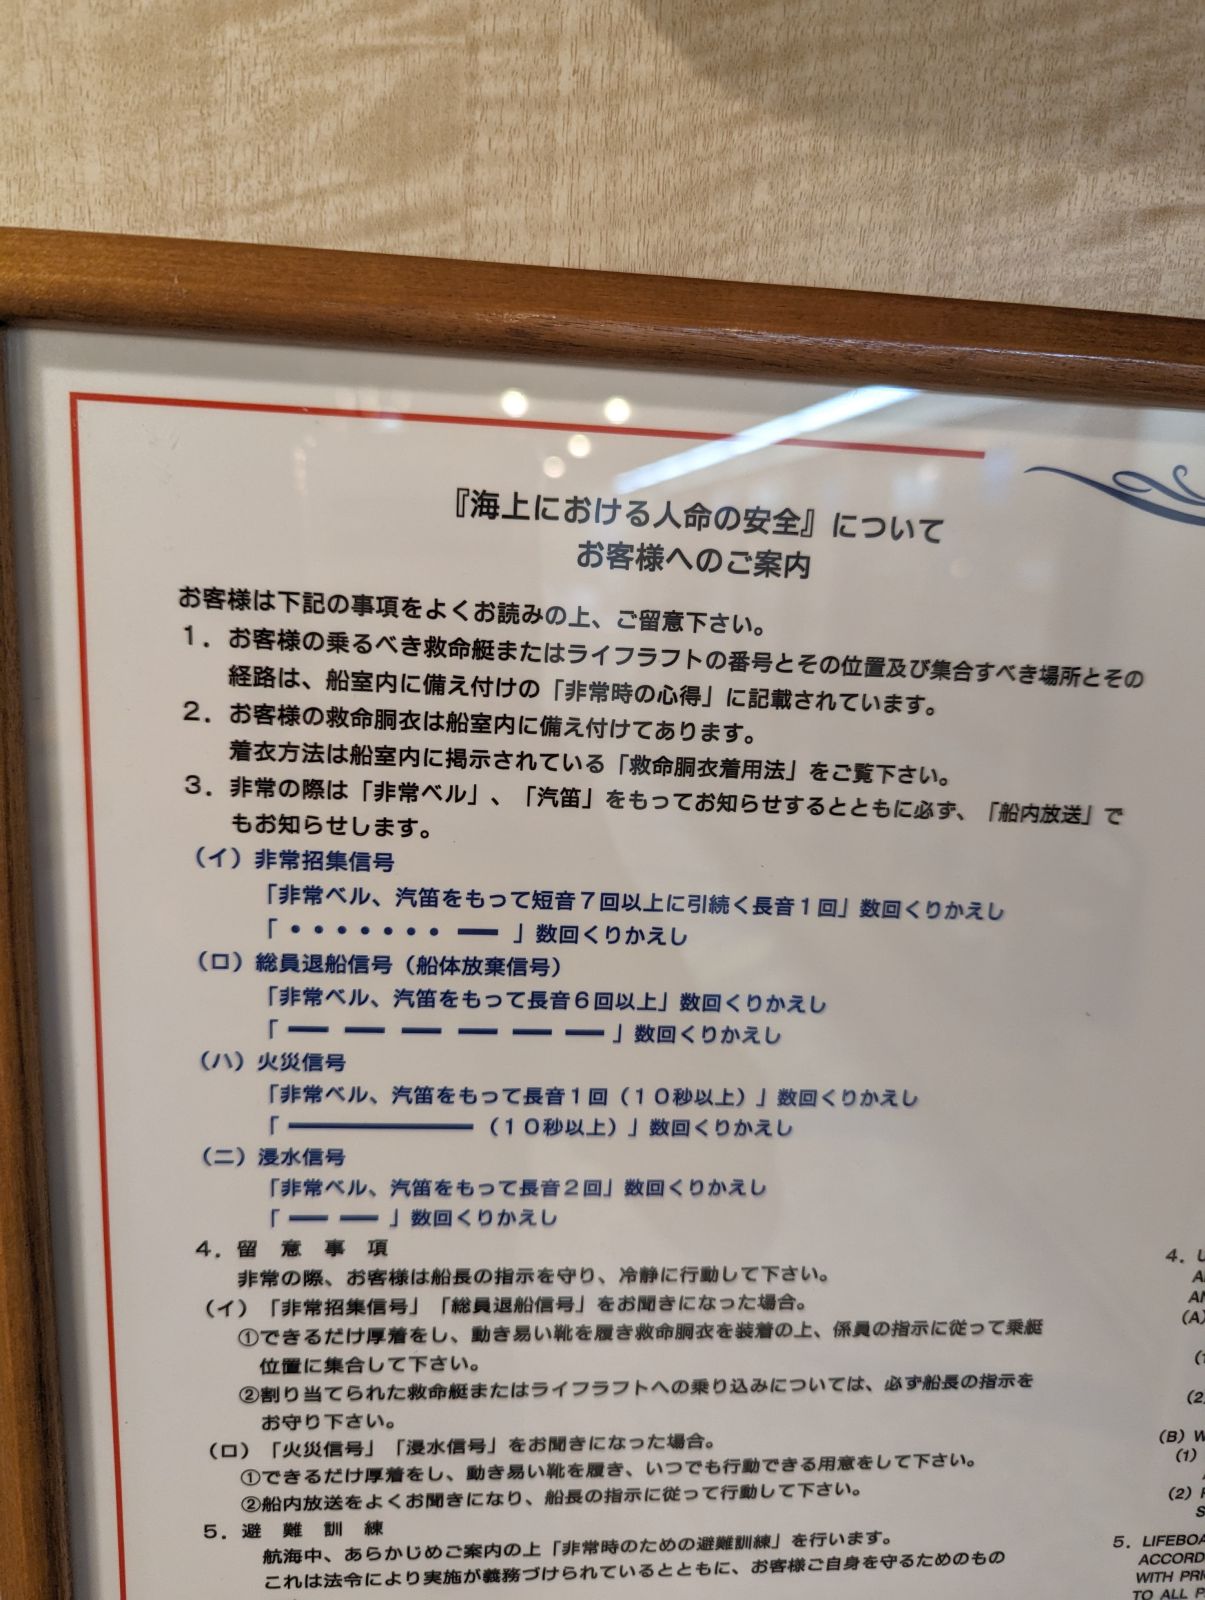 『海上における人命の安全』について
お客様へのご案内
お客様は下記の事項をよくお読みの上、ご留意下さい。
１．お客様の乗るべき救命艇またはライフラフトの番号とその位置及び集合すべき場所とその
経路は、船室内に備え付けの「非常時の心得」に記載されています。
２．お客様の救命胴衣は船室内に備え付けてあります。
着衣方法は船室内に掲示されている「救命胴衣着用法」をご覧下さい。
３．非常の際は「非常ベル」、「汽笛」をもってお知らせするとともに必ず、「船内放送」で
もお知らせします。
（イ）非常招集信号
「非常ベル、汽笛をもって短音７回以上に引続く長音１回」数回くりかえし
「・・・・・・・ ━ 」数回くりかえし
（ロ）総員退船信号（船体放棄信号）
「非常ベル、汽笛をもって長音６回以上」数回くりかえし
「 ━ ━ ━ ━ ━ ━ 」数回くりかえし
（ハ）火災信号
「非常ベル、汽笛をもって長音１回（１０秒以上）」数回くりかえし
「 ━━━━━ （１０秒以上）」数回くりかえし
（ニ）浸水信号
「非常ベル、汽笛をもって長音２回」数回くりかえし
「 ━ ━ 」数回くりかえし
４．留 意 事 項
非常の際、お客様は船長の指示を守り、冷静に行動して下さい。
（イ）「非常招集信号」「総員退船信号」をお聞きになった場合。
①できるだけ厚着をし、動き易い靴を履き救命胴衣を装着の上、係員の指示に従って乗艇
位置に集合して下さい。
②割り当てられた救命艇またはライフラフトへの乗り込みについては、必ず船長の指示を
お守り下さい。
（ロ）「火災信号」「浸水信号」をお聞きになった場合。
①できるだけ厚着をし、動き易い靴を履き、いつでも行動できる用意をして下さい。
②船内放送をよくお聞きになり、船長の指示に従って行動して下さい。
５．避 難 訓 練
航海中、あらかじめご案内の上「非常時のための避難訓練」を行います。
これは法令により実施が義務づけられているとともに、お客様ご自身を守るためのもの
4.
(A)
(2)
(B)
(1)
(2)
5. LIFEBOA
ACCORD
WITH PRI
TO ALL P